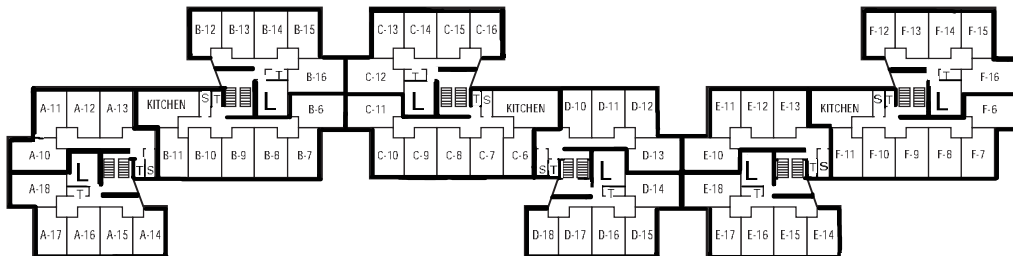 B-12 B-13 B-14 B-15 C-13 C-14 C-15 C-16 F-12 F-13 F-14 F-15
T B-16 C-12 T T F-16
A-11 A-12 A-13 KITCHEN S T L C-11 L T S KITCHEN D-10 D-11 D-12 E-11 E-12 E-13 KITCHEN S T L
B-6 F-6
A-10 B-11 B-10 B-9 B-8 B-7 C-10 C-9 C-8 C-7 C-6 D-13 E-10 F-11 F-10 F-9 F-8 F-7
L T S S T L L T S
A-18 T T D-14 E-18 T
A-17 A-16 A-15 A-14 D-18 D-17 D-16 D-15 E-17 E-16 E-15 E-14